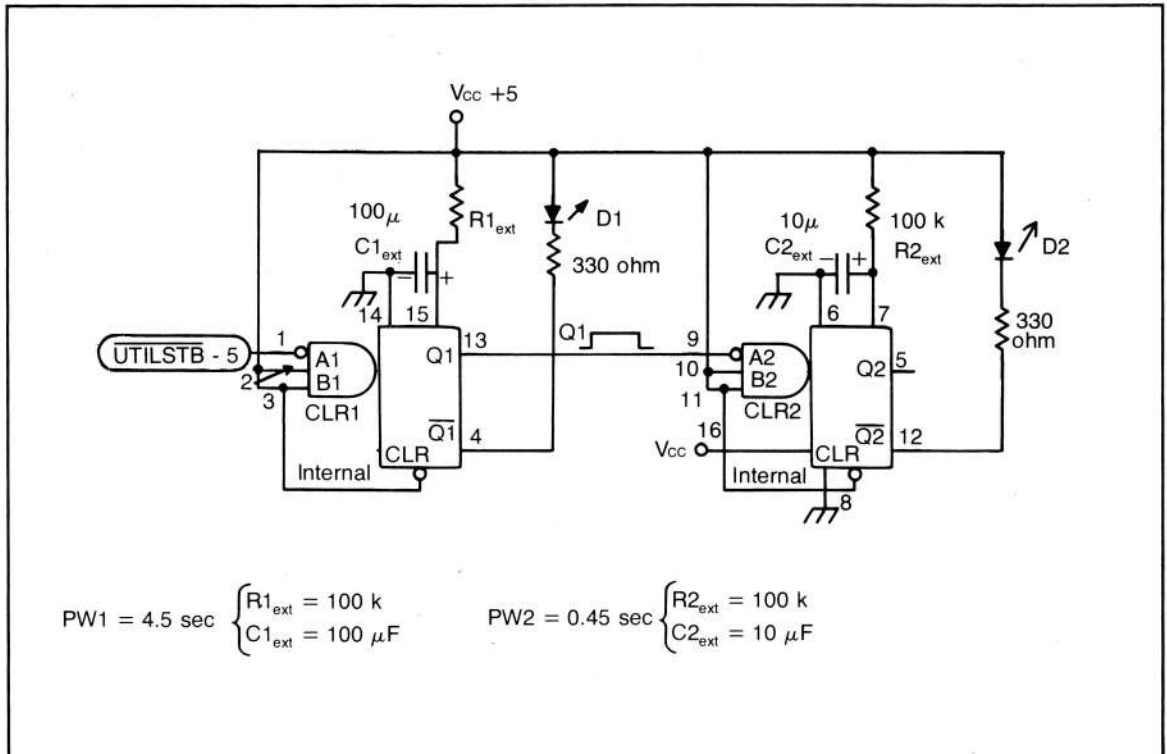 Vcc +5
100μ
C1ext
R1ext
D1
330 ohm
10μ
C2ext
100 k
R2ext
D2
330
ohm
– +
– +
14 15
6 7
UTILSTB - 5
1
2
3
A1
B1
CLR1
13
Q1
Q1
4
CLR
Internal
Q1
9
10
11
A2
B2
CLR2
16
Vcc
Q2
5
Q2
12
CLR
Internal
8
PW1 = 4.5 sec { R1ext = 100 k
C1ext = 100 μF
PW2 = 0.45 sec { R2ext = 100 k
C2ext = 10 μF